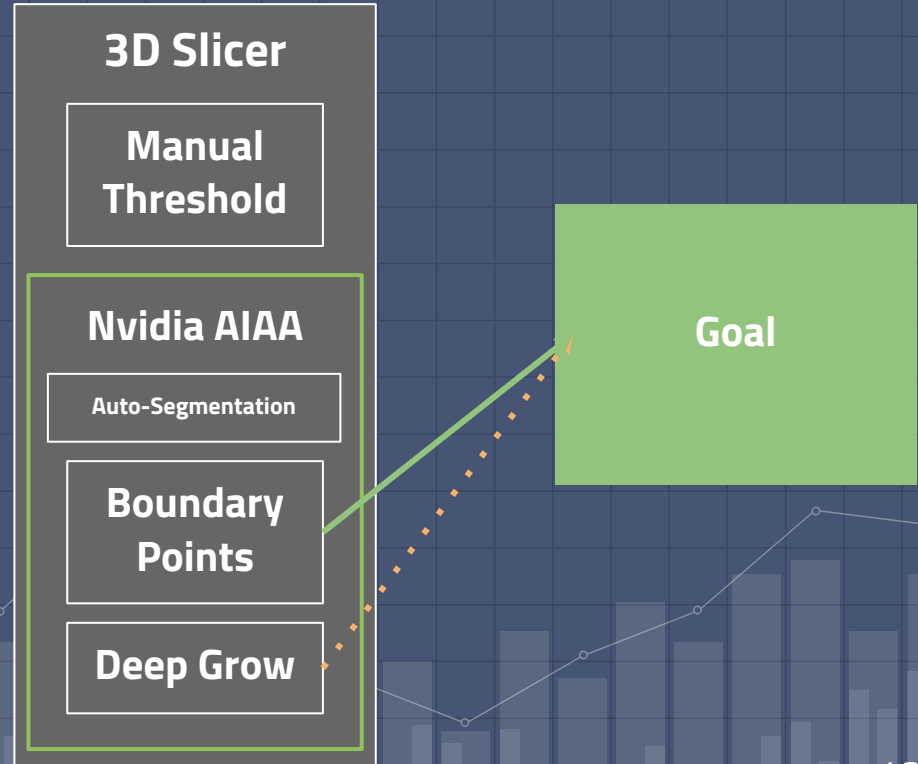 3D Slicer
Manual
Threshold
Nvidia AIAA
Auto-Segmentation
Boundary
Points
Deep Grow
Goal